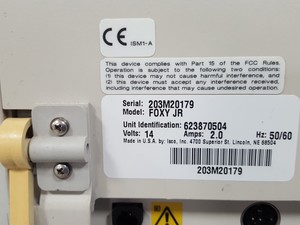 CE
ISM1-A
This device complies with Part 15 of the FCC Rules.
Operation is subject to the following two conditions:
(1) this device may not cause harmful interference, and
(2) this device must accept any interference received,
including interference that may cause undesired operation.
Serial: 203M20179
Model: FOXY JR
Unit Identification: 623870504
Volts: 14 Amps: 2.0 Hz: 50/60
Made in U.S.A. by: Isco, Inc. 4700 Superior St. Lincoln, NE 68504
203M20179